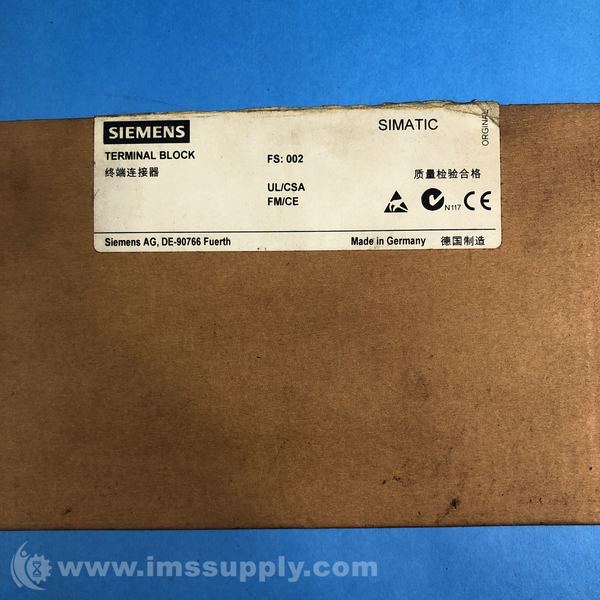 SIEMENS
SIMATIC
ORGINAL
TERMINAL BLOCK
FS: 002
终端连接器
质量检验合格
UL/CSA
FM/CE
N117
CE
Siemens AG, DE-90766 Fuerth
Made in Germany 德国制造
www.imssupply.com